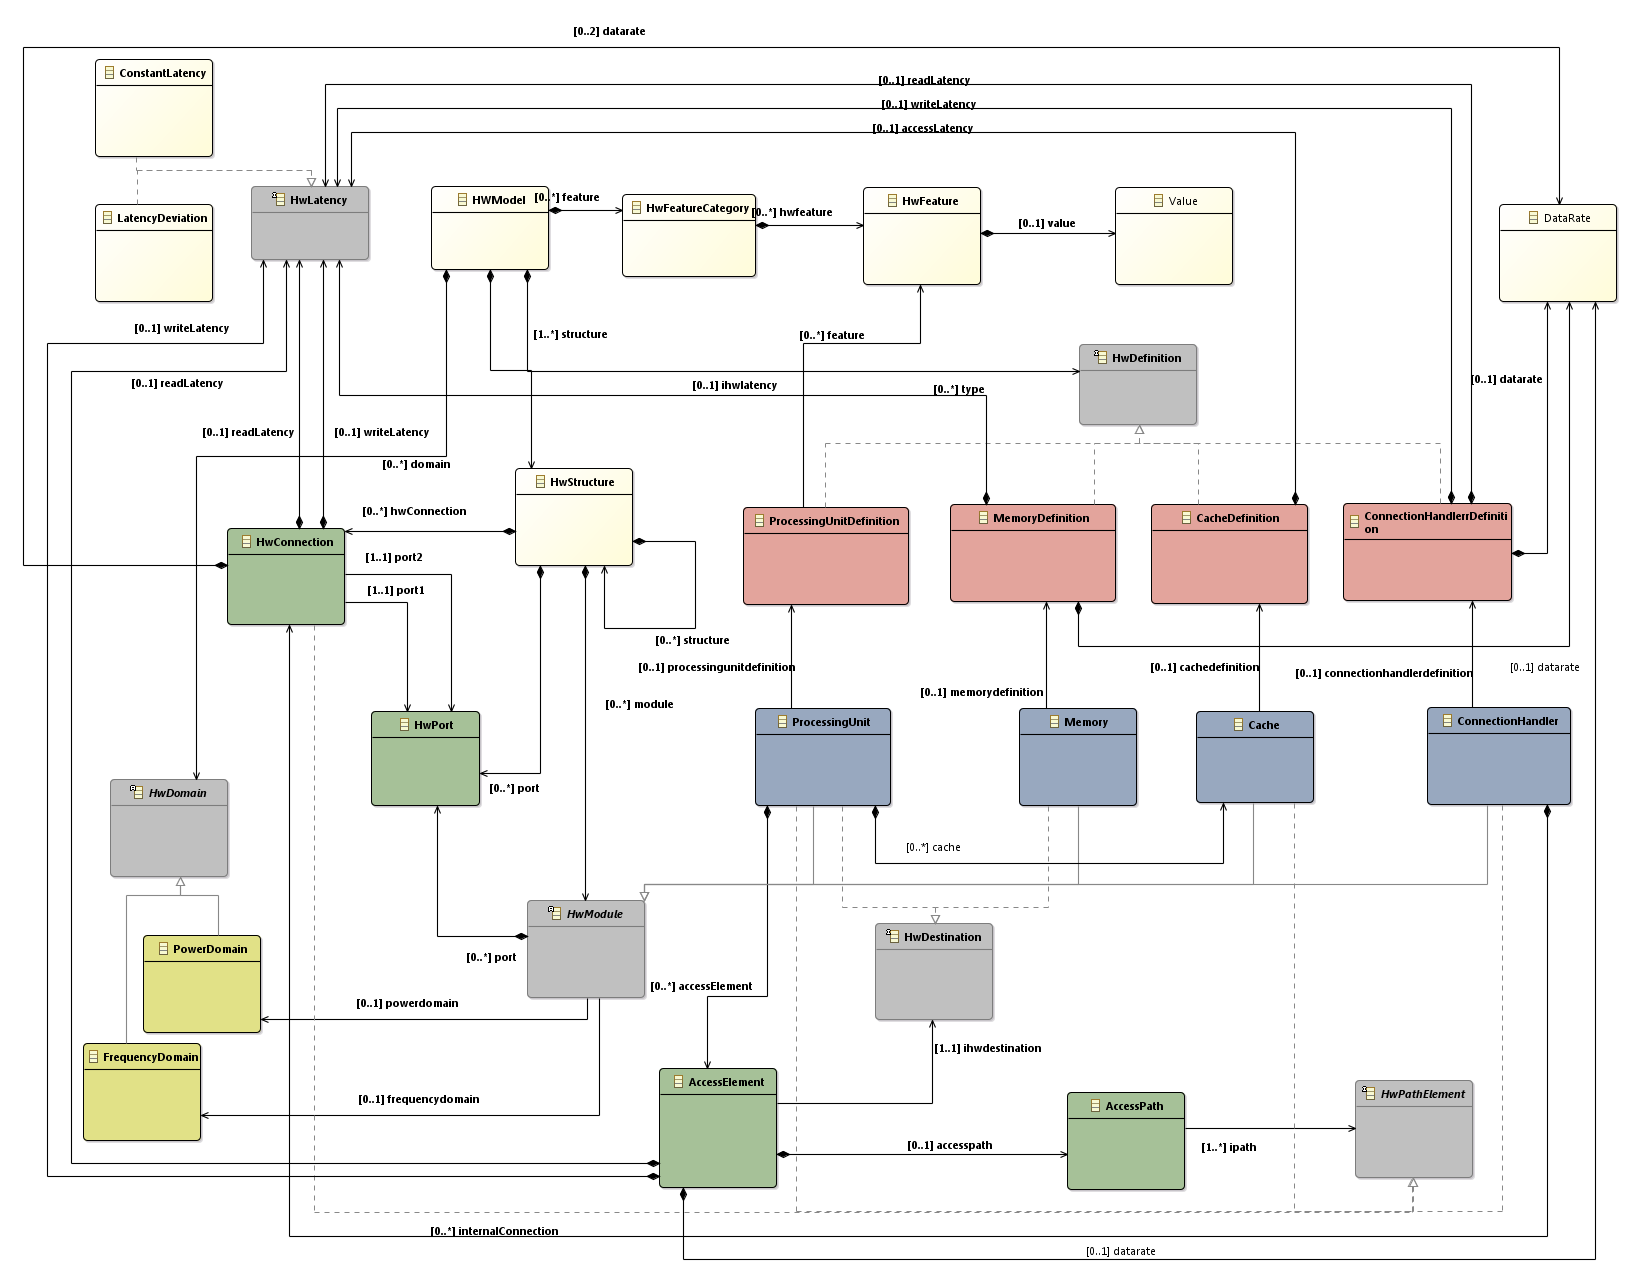 [0..2] datarate
ConstantLatency
[0..1] readLatency
[0..1] writeLatency
[0..1] accessLatency
HwLatency
HWModel
[0..*] feature
HwFeatureCategory
[0..*] hwfeature
HwFeature
[0..1] value
Value
DataRate
LatencyDeviation
[0..1] writeLatency
[1..*] structure
[0..*] feature
HwDefinition
[0..1] readLatency
[0..1] ihwlatency
[0..*] type
[0..1] datarate
[0..1] readLatency
[0..1] writeLatency
[0..*] domain
HwStructure
[0..*] hwConnection
ProcessingUnitDefinition
MemoryDefinition
CacheDefinition
ConnectionHandlerrDefiniti
on
HwConnection
[1..1] port2
[1..1] port1
[0..*] structure
[0..1] processingunitdefinition
[0..1] cachedefinition
[0..1] connectionhandlerdefinition
[0..1] datarate
[0..1] memorydefinition
[0..*] module
HwPort
ProcessingUnit
Memory
Cache
ConnectionHandler
[0..*] port
HwDomain
[0..*] cache
HwModule
HwDestination
PowerDomain
[0..*] port
[0..*] accessElement
[0..1] powerdomain
[1..1] ihwdestination
FrequencyDomain
AccessElement
[0..1] frequencydomain
AccessPath
HwPathElement
[0..1] accesspath
[1..*] ipath
[0..*] internalConnection
[0..1] datarate